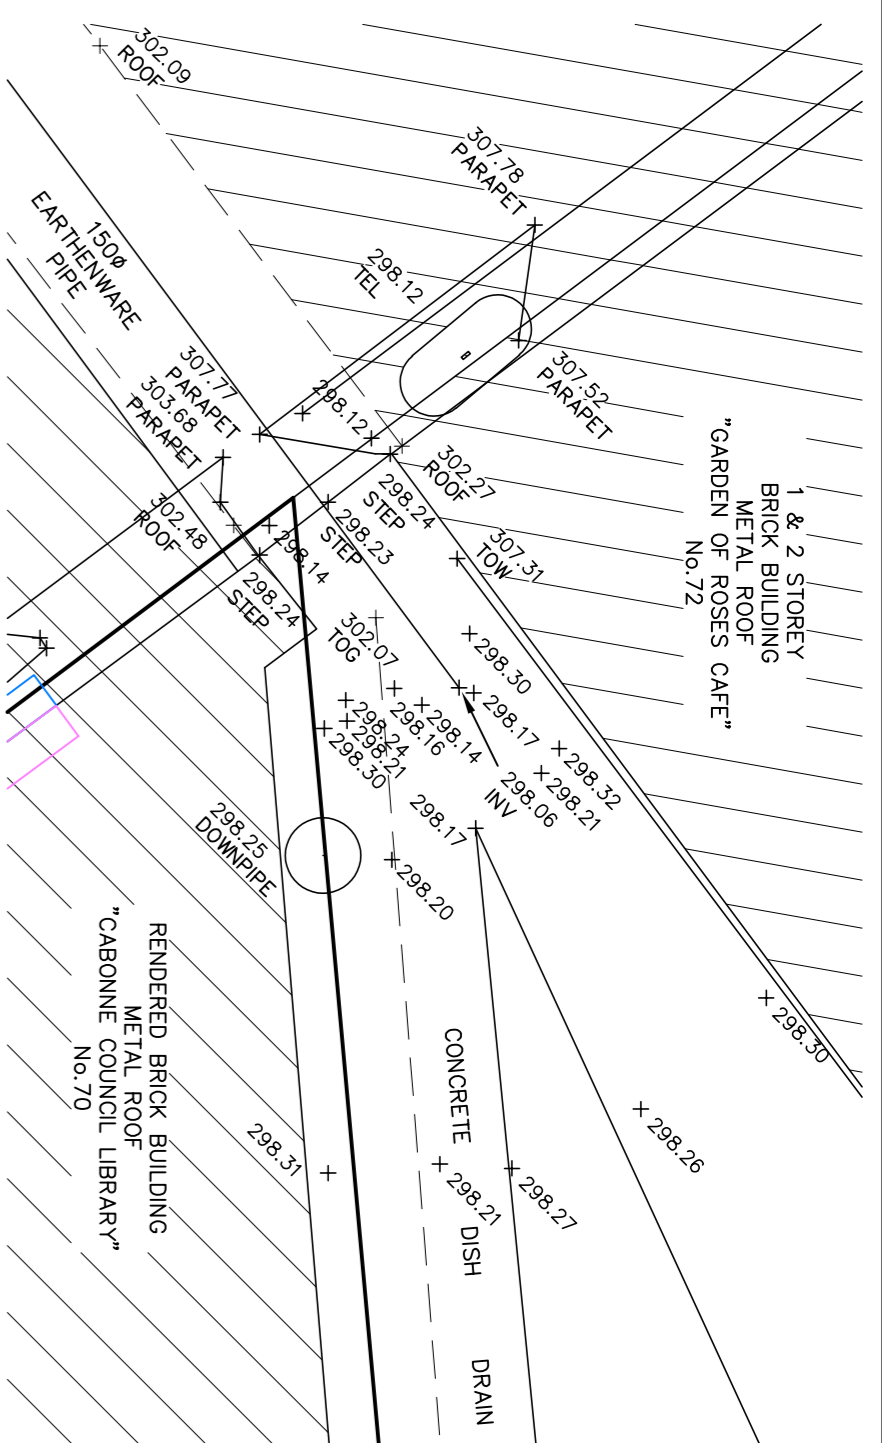 302.09
ROOF
307.78
PARAPET
298.12
TEL
150ø
EARTHENWARE
PIPE
307.77
PARAPET
303.68
PARAPET
298.12
307.52
PARAPET
302.27
ROOF
298.24
STEP
298.23
STEP
302.48
ROOF
298.14
298.24
STEP
307.31
TOW
1 & 2 STOREY
BRICK BUILDING
METAL ROOF
"GARDEN OF ROSES CAFE"
No.72
302.07
TOG
298.30
298.17
298.14
298.16
298.24
298.21
298.30
298.32
298.21
298.06
INV
298.17
298.25
DOWNPIPE
298.20
298.30
298.26
298.27
298.21
298.31
CONCRETE DISH DRAIN
RENDERED BRICK BUILDING
METAL ROOF
"CABONNE COUNCIL LIBRARY"
No.70